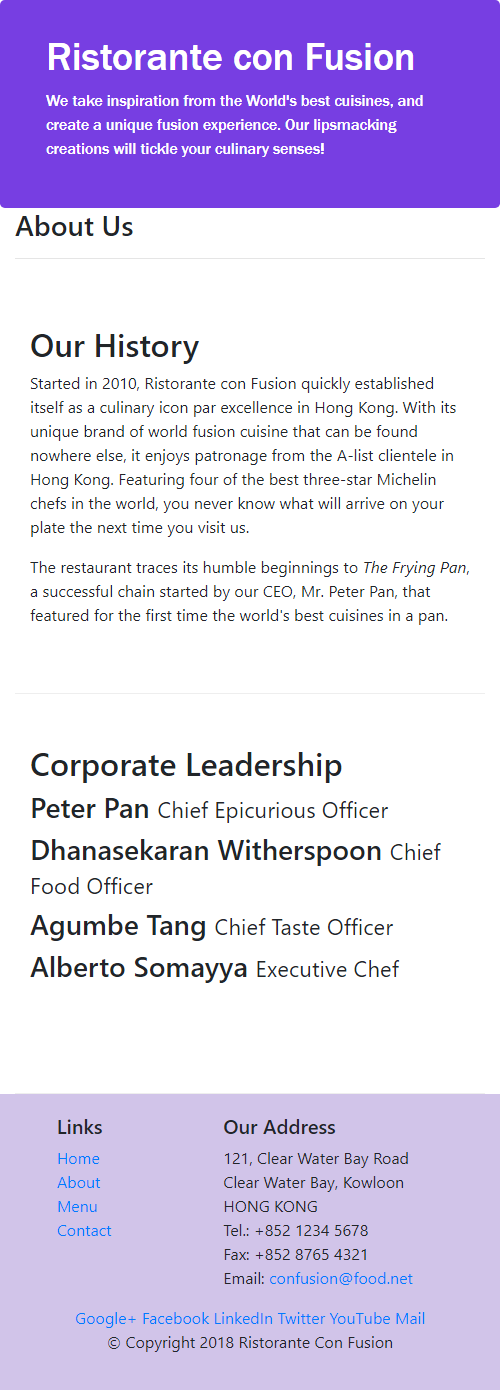 Ristorante con Fusion
We take inspiration from the World's best cuisines, and
create a unique fusion experience. Our lipsmacking
creations will tickle your culinary senses!
About Us
Our History
Started in 2010, Ristorante con Fusion quickly established
itself as a culinary icon par excellence in Hong Kong. With its
unique brand of world fusion cuisine that can be found
nowhere else, it enjoys patronage from the A-list clientele in
Hong Kong. Featuring four of the best three-star Michelin
chefs in the world, you never know what will arrive on your
plate the next time you visit us.
The restaurant traces its humble beginnings to The Frying Pan,
a successful chain started by our CEO, Mr. Peter Pan, that
featured for the first time the world's best cuisines in a pan.
Corporate Leadership
Peter Pan Chief Epicurious Officer
Dhanasekaran Witherspoon Chief
Food Officer
Agumbe Tang Chief Taste Officer
Alberto Somayya Executive Chef
Links
Home
About
Menu
Contact
Our Address
121, Clear Water Bay Road
Clear Water Bay, Kowloon
HONG KONG
Tel.: +852 1234 5678
Fax: +852 8765 4321
Email: confusion@food.net
Google+ Facebook LinkedIn Twitter YouTube Mail
© Copyright 2018 Ristorante Con Fusion